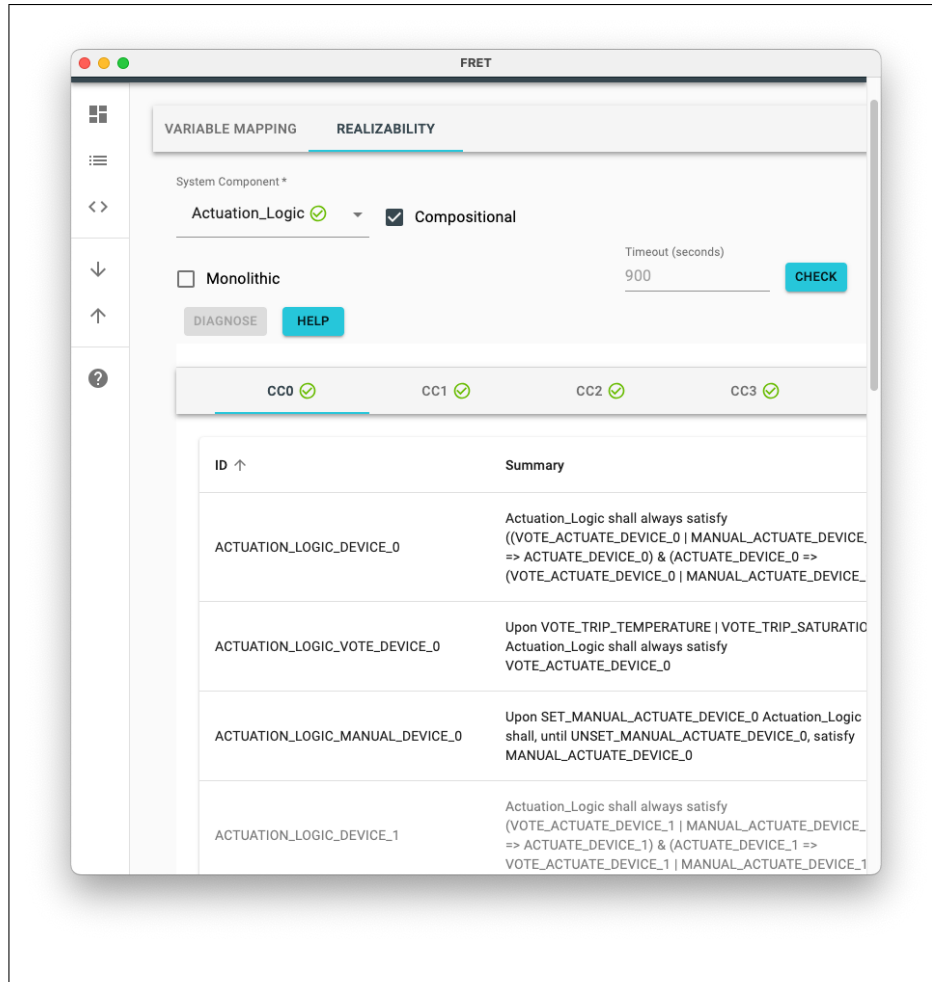 FRET
VARIABLE MAPPING REALIZABILITY
System Component *
Actuation_Logic Compositional
Timeout (seconds)
Monolithic 900 CHECK
DIAGNOSE HELP
CC0 CC1 CC2 CC3
ID Summary
Actuation_Logic shall always satisfy
((VOTE_ACTUATE_DEVICE_0 | MANUAL_ACTUATE_DEVICE_
ACTUATION_LOGIC_DEVICE_0 => ACTUATE_DEVICE_0) & (ACTUATE_DEVICE_0 =>
(VOTE_ACTUATE_DEVICE_0 | MANUAL_ACTUATE_DEVICE_
Upon VOTE_TRIP_TEMPERATURE | VOTE_TRIP_SATURATIO
ACTUATION_LOGIC_VOTE_DEVICE_0 Actuation_Logic shall always satisfy
VOTE_ACTUATE_DEVICE_0
Upon SET_MANUAL_ACTUATE_DEVICE_0 Actuation_Logic
ACTUATION_LOGIC_MANUAL_DEVICE_0 shall, until UNSET_MANUAL_ACTUATE_DEVICE_0, satisfy
MANUAL_ACTUATE_DEVICE_0
Actuation_Logic shall always satisfy
(VOTE_ACTUATE_DEVICE_1 | MANUAL_ACTUATE_DEVICE_
ACTUATION_LOGIC_DEVICE_1 => ACTUATE_DEVICE_1) & (ACTUATE_DEVICE_1 =>
VOTE_ACTUATE_DEVICE_1 | MANUAL_ACTUATE_DEVICE_1